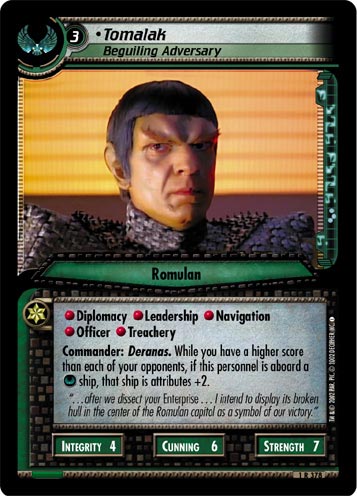 3
•Tomalak
Beguiling Adversary
Romulan
Diplomacy Leadership Navigation
Officer Treachery
Commander: Deranas. While you have a higher score
than each of your opponents, if this personnel is aboard a
ship, that ship is attributes +2.
“...after we dissect your Enterprise... I intend to display its broken
hull in the center of the Romulan capitol as a symbol of our victory.”
INTEGRITY 4 CUNNING 6 STRENGTH 7
1 R 378